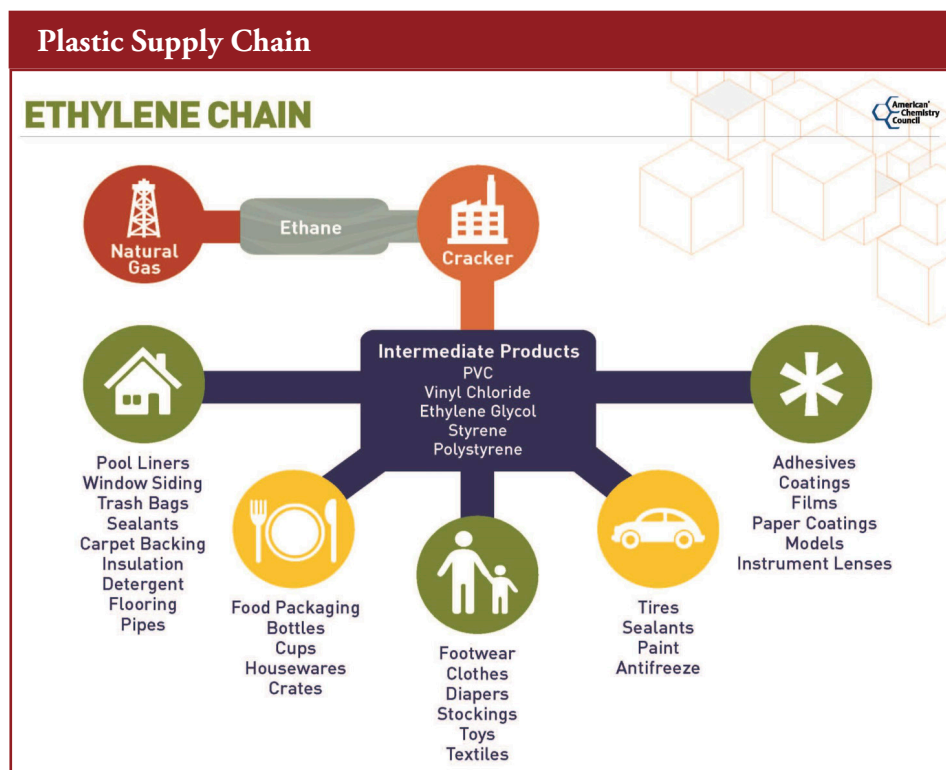 Plastic Supply Chain
ETHYLENE CHAIN
American
Chemistry
Council
Natural
Gas
Ethane
Cracker
Intermediate Products
PVC
Vinyl Chloride
Ethylene Glycol
Styrene
Polystyrene
Pool Liners
Window Siding
Trash Bags
Sealants
Carpet Backing
Insulation
Detergent
Flooring
Pipes
Food Packaging
Bottles
Cups
Housewares
Crates
Footwear
Clothes
Diapers
Stockings
Toys
Textiles
Tires
Sealants
Paint
Antifreeze
Adhesives
Coatings
Films
Paper Coatings
Models
Instrument Lenses